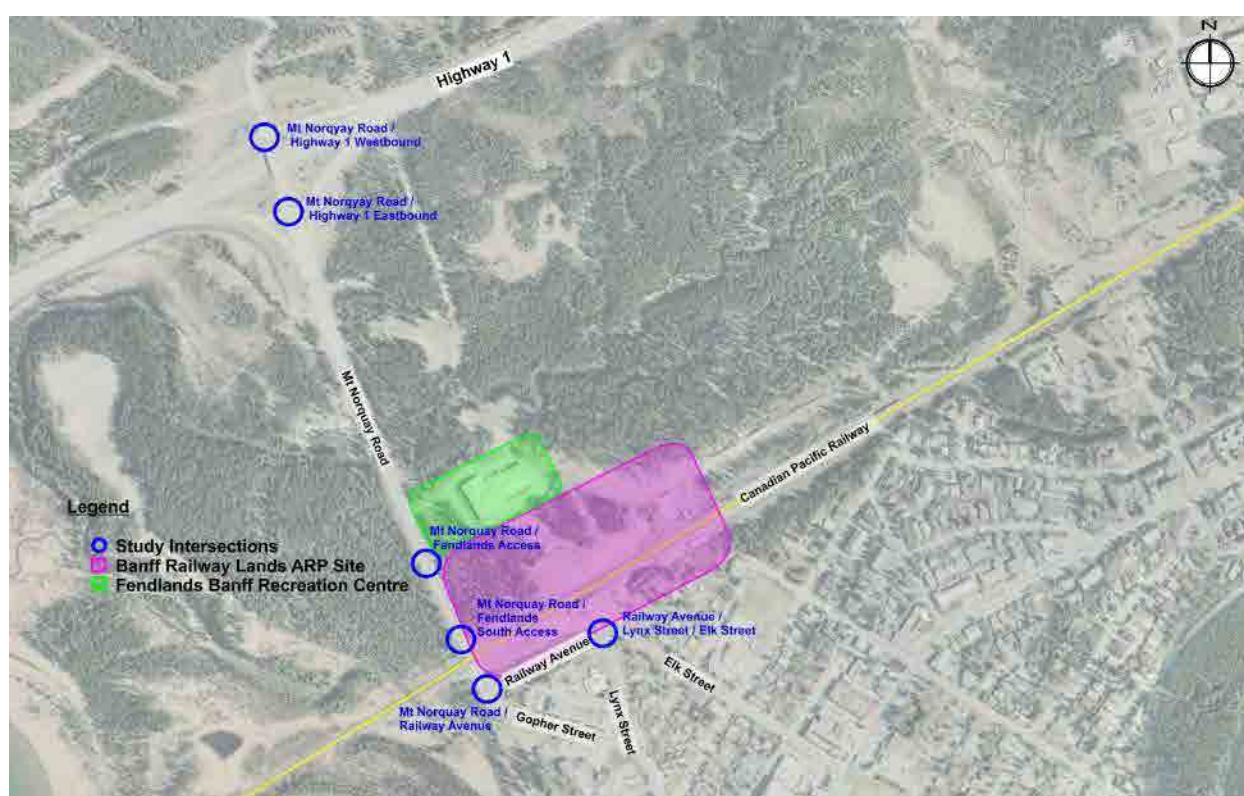 Z
Highway 1
Mt Norqyay Road /
Highway 1 Westbound
Mt Norqyay Road /
Highway 1 Eastbound
Mt Norquay Road
Canadian Pacific Railway
Legend
Study Intersections
Banff Railway Lands ARP Site
Fendlands Banff Recreation Centre
Mt Norquay Road /
Fendlands Access
Mt Norquay Road /
Fendlands
South Access
Railway Avenue /
Lynx Street / Elk Street
Railway Avenue
Elk Street
Mt Norquay Road /
Railway Avenue
Gopher Street
Lynx Street